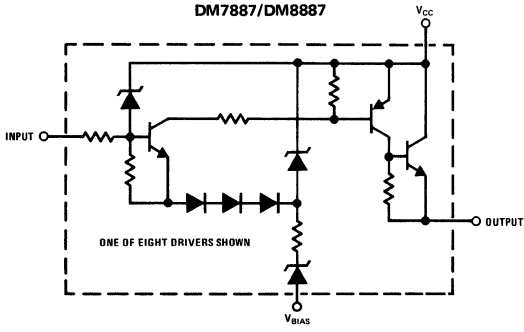 DM7887/DM8887
VCC
INPUT
OUTPUT
ONE OF EIGHT DRIVERS SHOWN
VBIAS